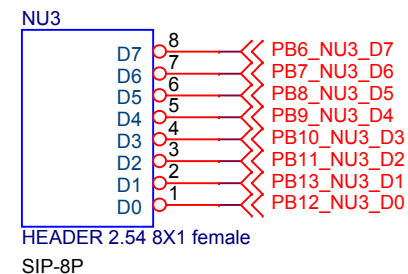 NU3
D7 8 PB6_NU3_D7
D6 7 PB7_NU3_D6
D5 6 PB8_NU3_D5
D4 5 PB9_NU3_D4
D3 4 PB10_NU3_D3
D2 3 PB11_NU3_D2
D1 2 PB13_NU3_D1
D0 1 PB12_NU3_D0
HEADER 2.54 8X1 female
SIP-8P